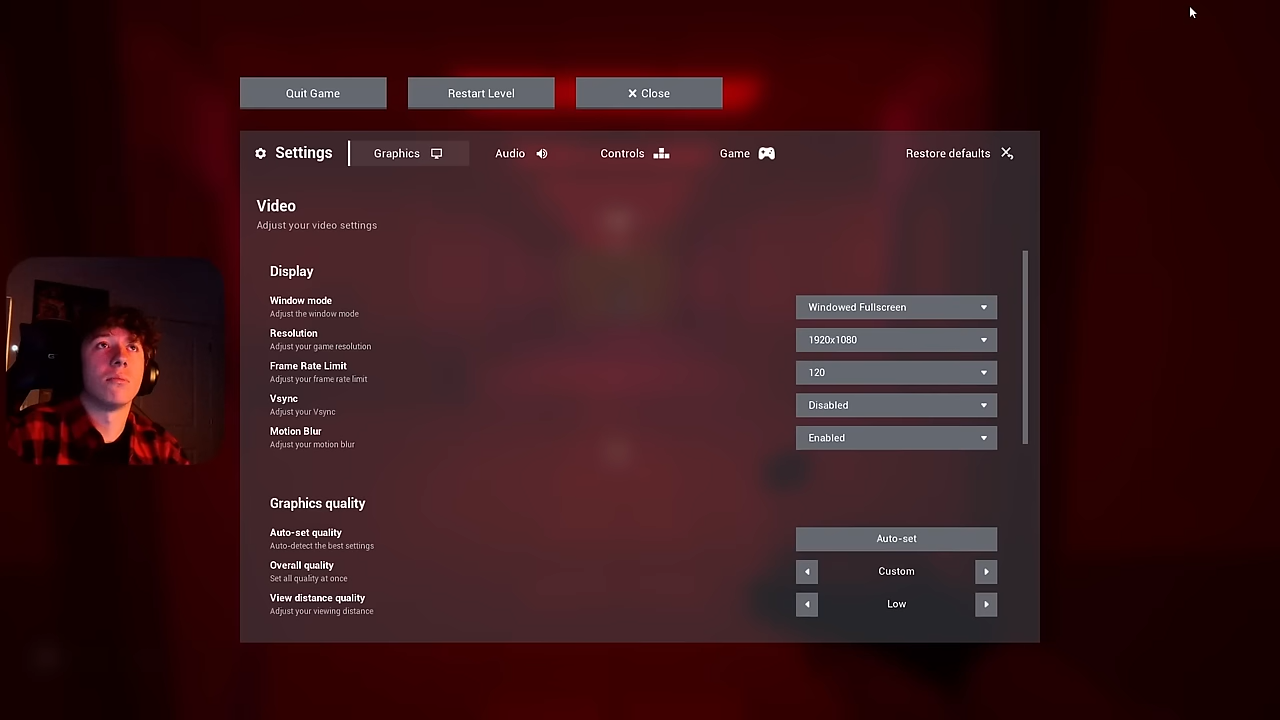 Quit Game
Restart Level
Close
Settings
Graphics
Audio
Controls
Game
Restore defaults
Video
Adjust your video settings
Display
Window mode
Adjust the window mode
Windowed Fullscreen
Resolution
Adjust your game resolution
1920x1080
Frame Rate Limit
Adjust your frame rate limit
120
Vsync
Adjust your Vsync
Disabled
Motion Blur
Adjust your motion blur
Enabled
Graphics quality
Auto-set quality
Auto-detect the best settings
Auto-set
Overall quality
Set all quality at once
Custom
View distance quality
Adjust your viewing distance
Low